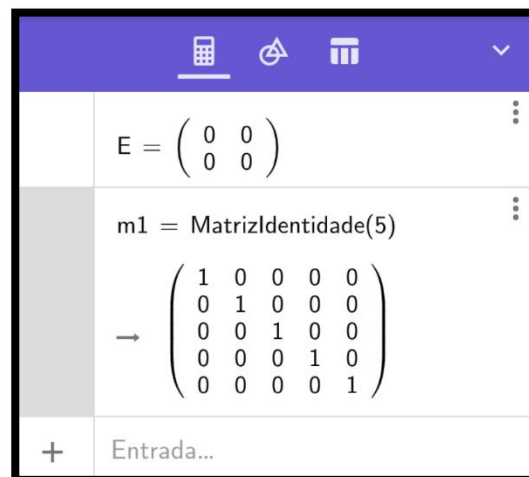 E = ( 0 0
0 0 )
m1 = MatrizIdentidade(5)
→ ( 1 0 0 0 0
0 1 0 0 0
0 0 1 0 0
0 0 0 1 0
0 0 0 0 1 )
+ Entrada...